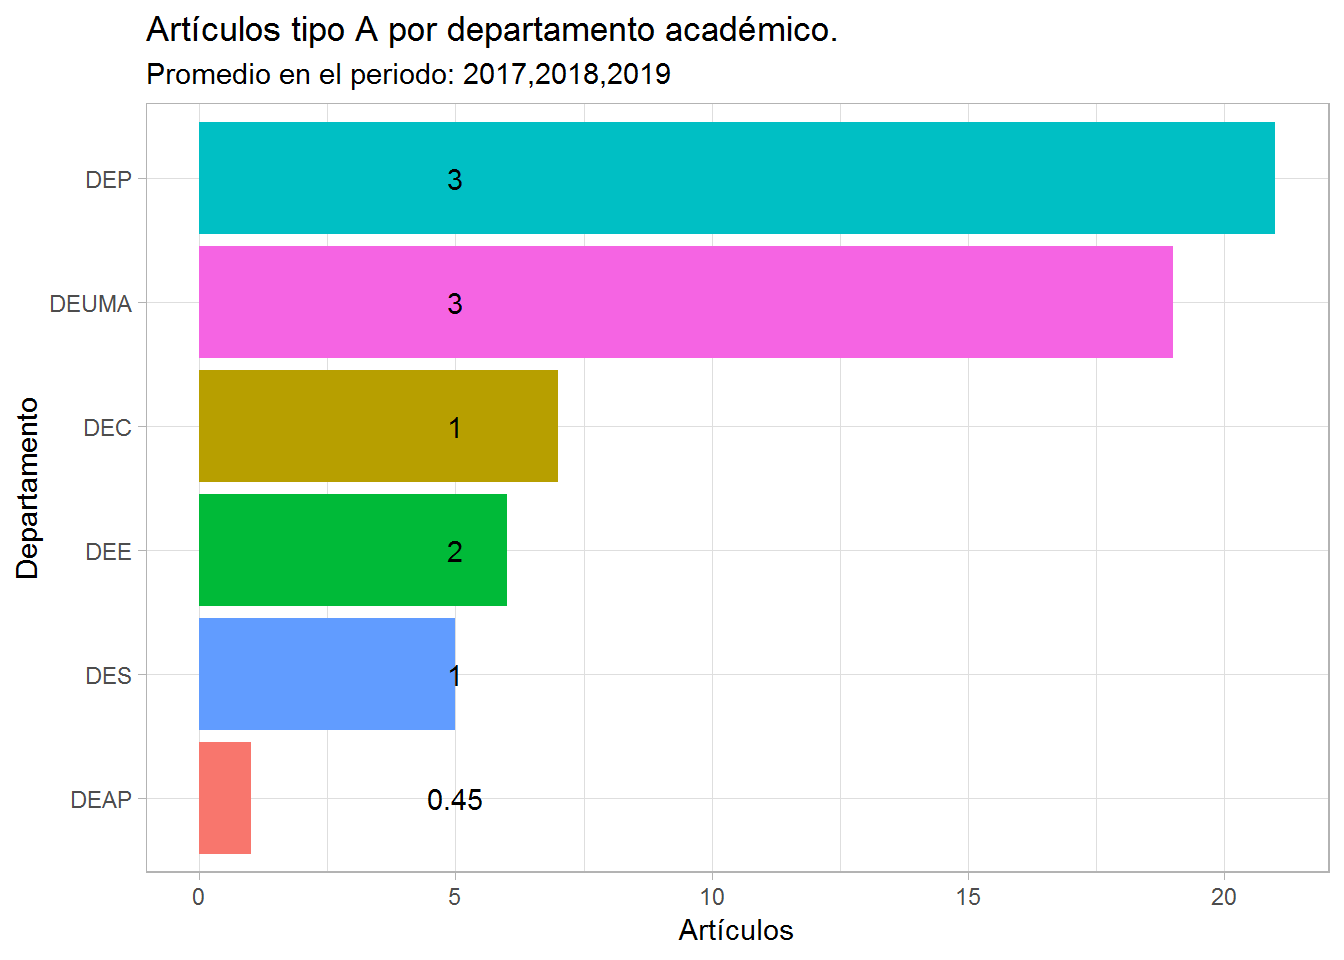 Artículos tipo A por departamento académico.
Promedio en el periodo: 2017,2018,2019
Departamento
DEP 3
DEUMA 3
DEC 1
DEE 2
DES 1
DEAP 0.45
0 5 10 15 20
Artículos